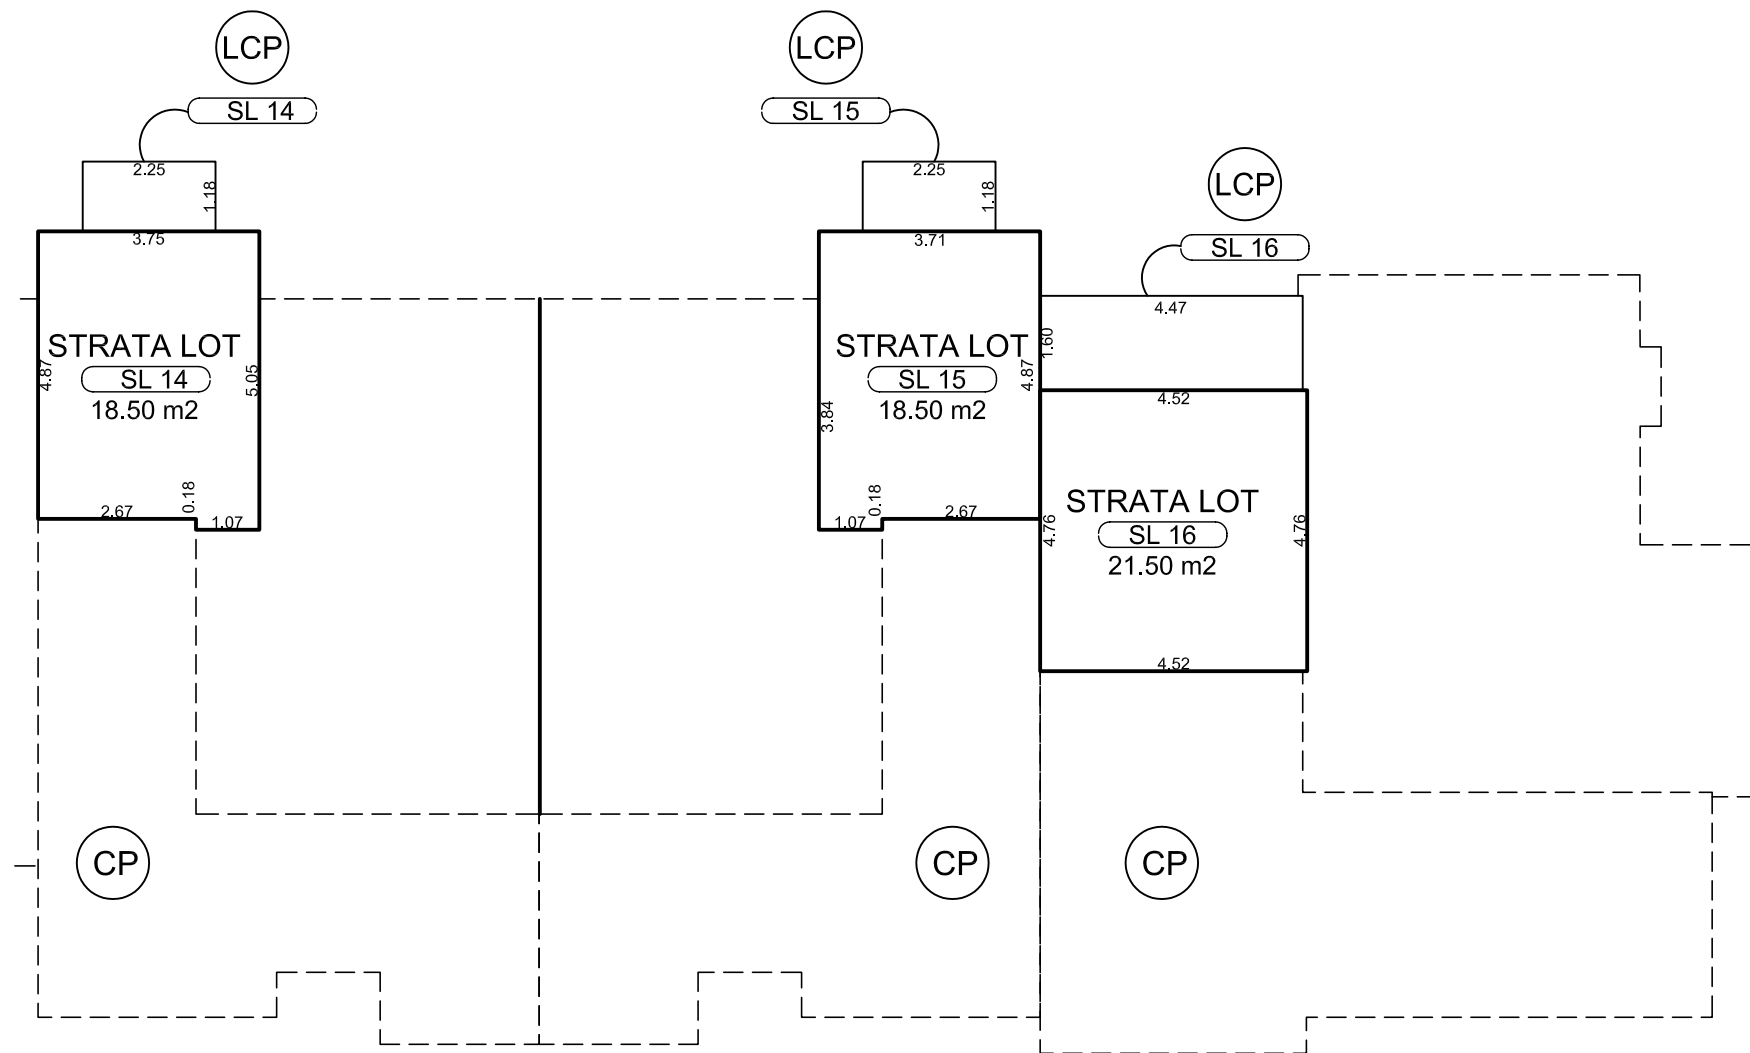 LCP
SL 14
2.25
1.18
3.75
STRATA LOT
SL 14
18.50 m2
4.87
5.05
0.18
2.67
1.07
LCP
SL 15
2.25
1.18
3.71
STRATA LOT
SL 15
18.50 m2
4.87
3.84
0.18
1.07
2.67
LCP
SL 16
4.47
1.60
4.52
STRATA LOT
SL 16
21.50 m2
4.76
4.76
4.52
CP
CP
CP